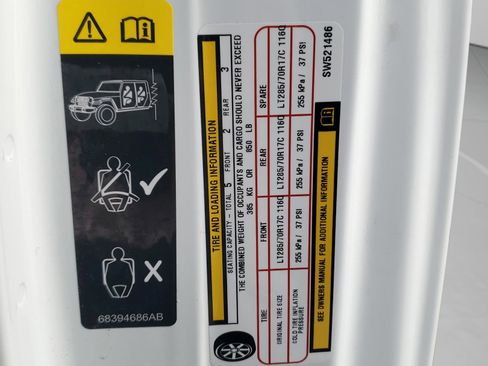 68394686AB
TIRE AND LOADING INFORMATION
SEATING CAPACITY - TOTAL 5 FRONT 2 REAR 3
THE COMBINED WEIGHT OF OCCUPANTS AND CARGO SHOULD NEVER EXCEED
385 KG OR 850 LB
TIRE FRONT REAR SPARE
ORIGINAL TIRE SIZE LT285/70R17C 116Q LT285/70R17C 116Q LT285/70R17C 116Q
COLD TIRE INFLATION PRESSURE 255 kPa / 37 PSI 255 kPa / 37 PSI 255 kPa / 37 PSI
SEE OWNERS MANUAL FOR ADDITIONAL INFORMATION
SW521486